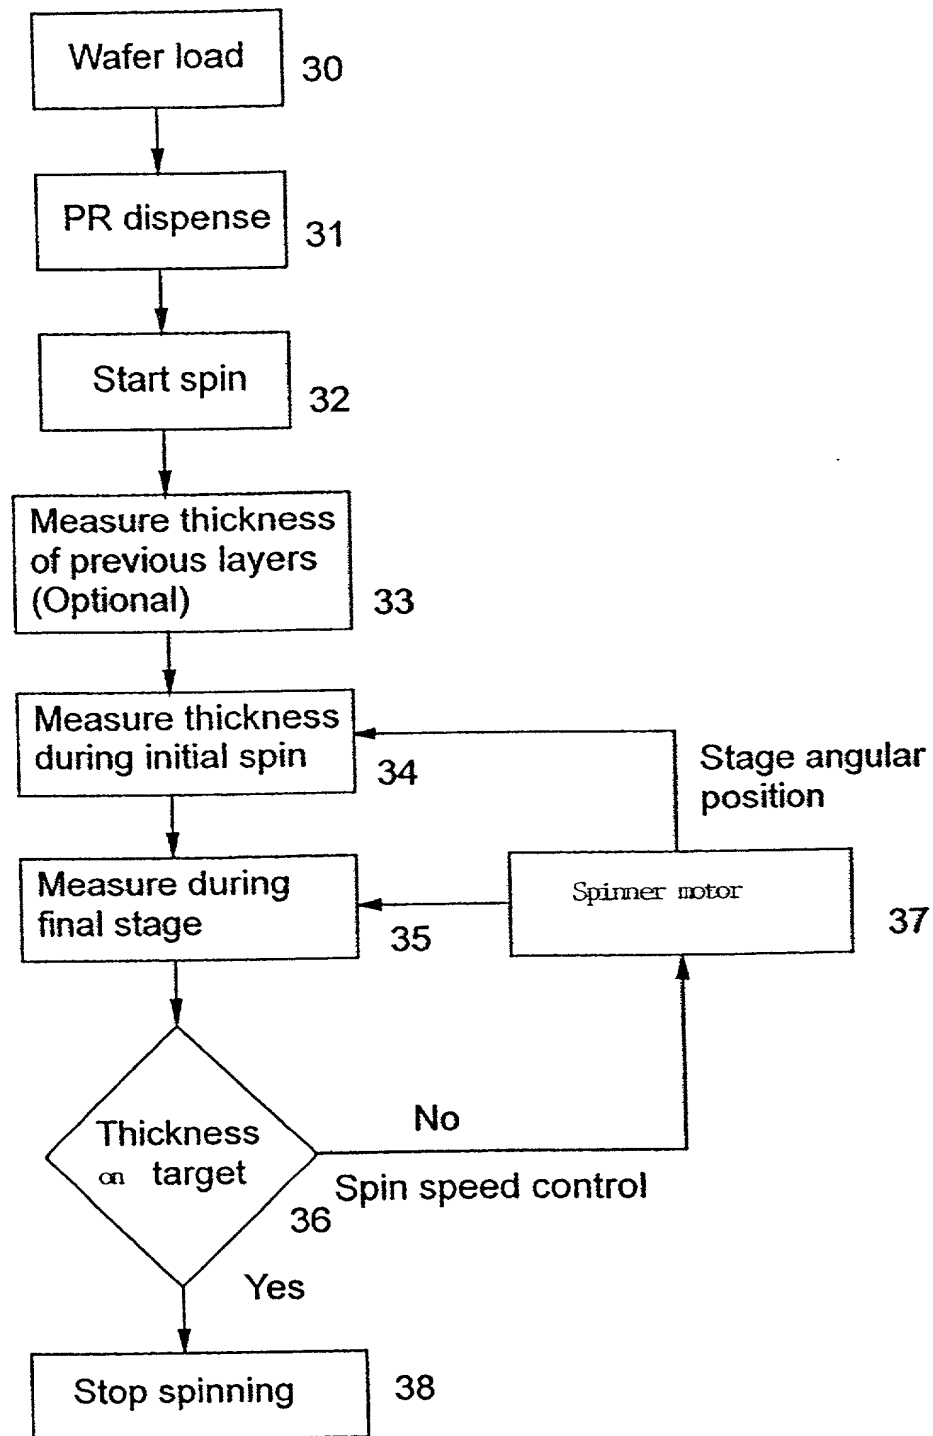 Wafer load
30
PR dispense
31
Start spin
32
Measure thickness
of previous layers
(Optional)
33
Measure thickness
during initial spin
34
Stage angular
position
Measure during
final stage
35
Spinner motor
37
Thickness
on target
36
No
Spin speed control
Yes
Stop spinning
38